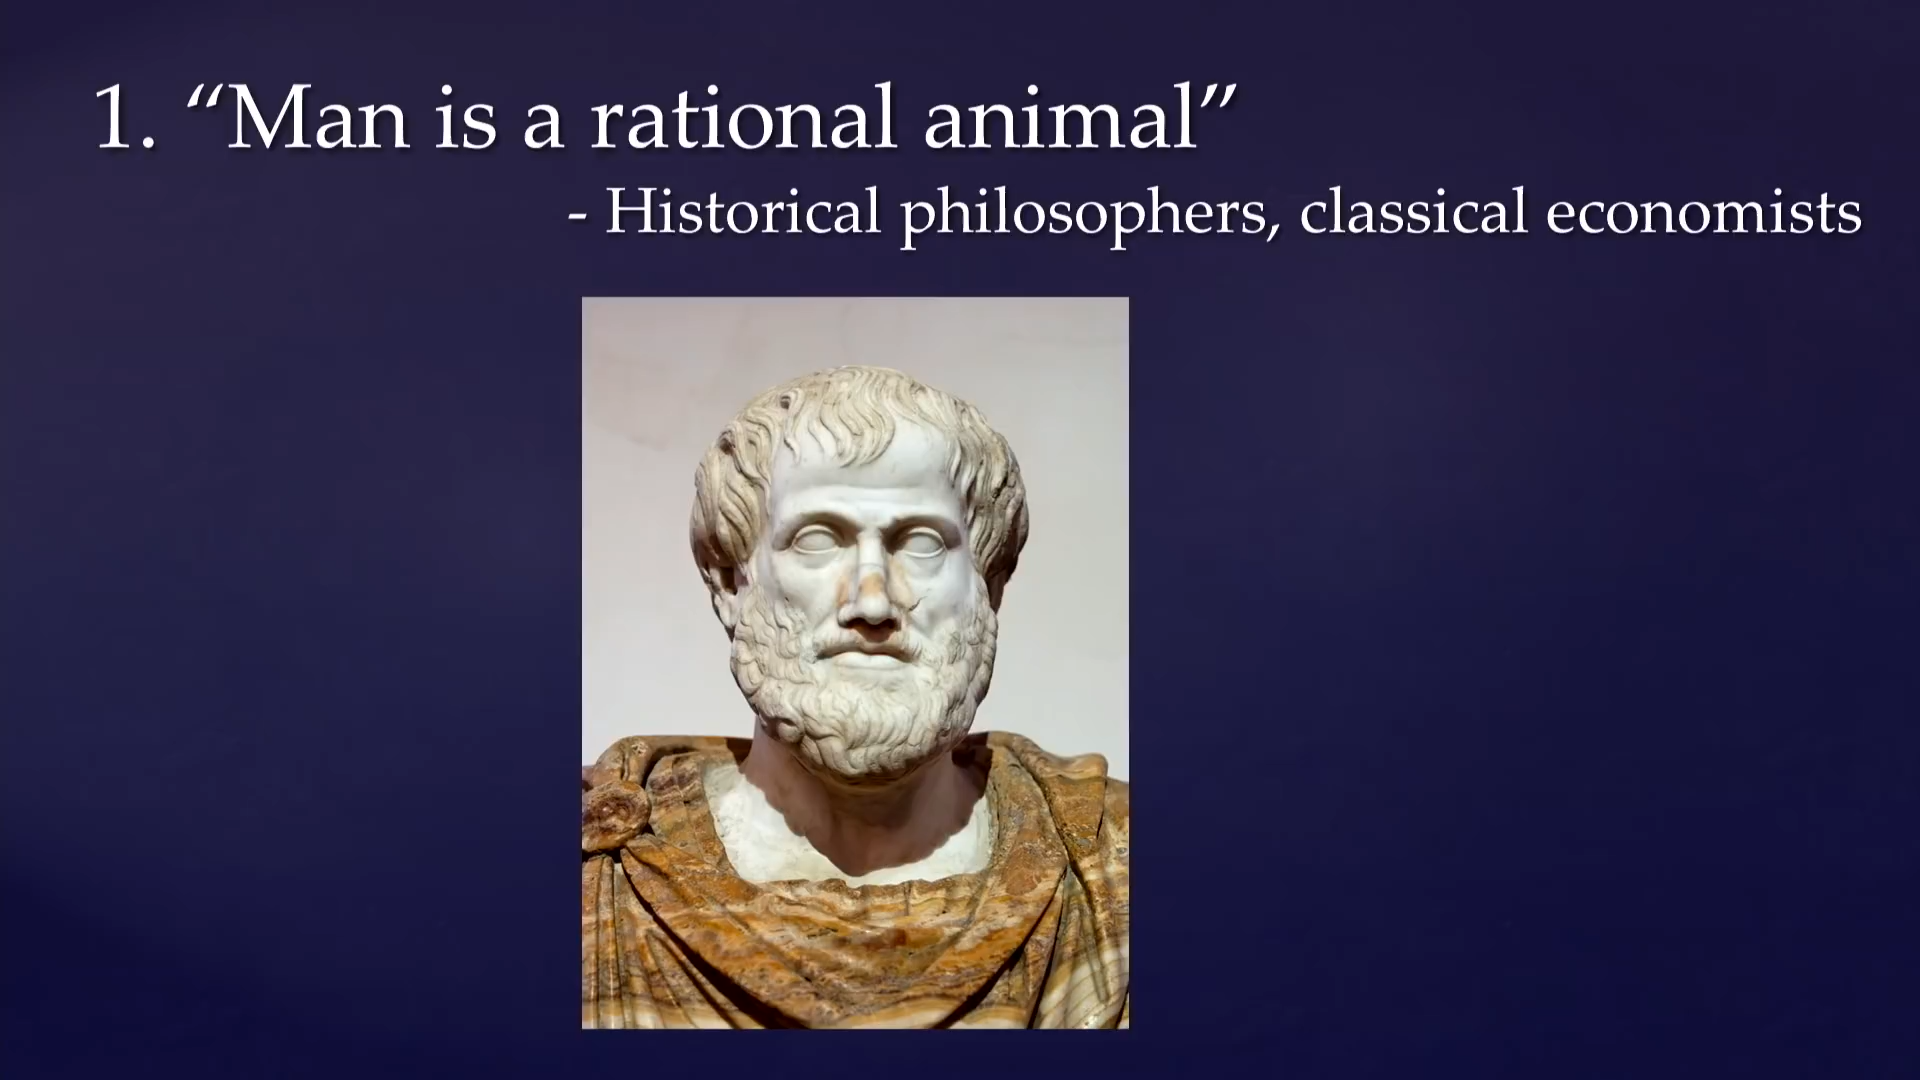 1. “Man is a rational animal”
- Historical philosophers, classical economists